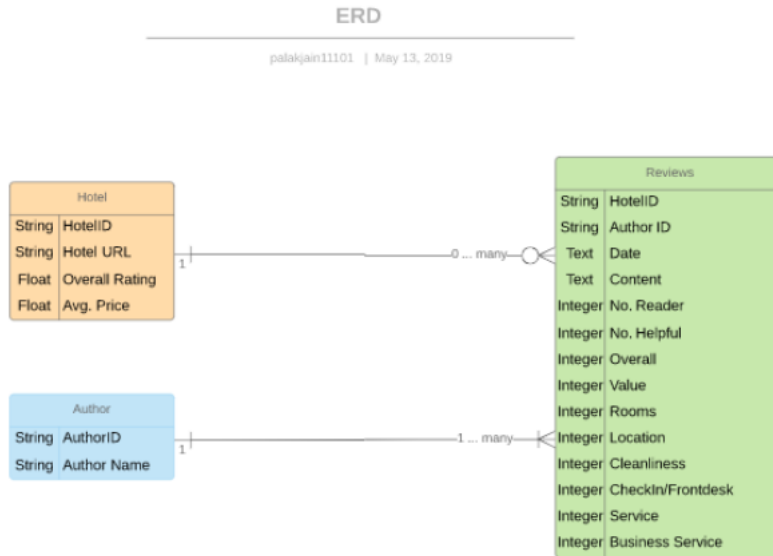 ERD
palakjain11101 | May 13, 2019
Hotel
String HotelID
String Hotel URL
Float Overall Rating
Float Avg. Price
1
0 ... many
Author
String AuthorID
String Author Name
1
1 ... many
Reviews
String HotelID
String Author ID
Text Date
Text Content
Integer No. Reader
Integer No. Helpful
Integer Overall
Integer Value
Integer Rooms
Integer Location
Integer Cleanliness
Integer CheckIn/Frontdesk
Integer Service
Integer Business Service